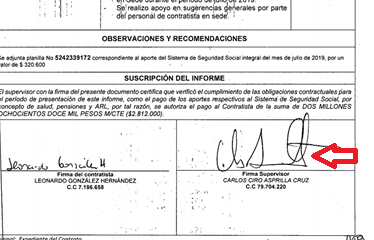 en sede durante el período de julio de 2019.
Se realizo apoyo en sugerencias generales por parte
del personal de contratista en sede
OBSERVACIONES Y RECOMENDACIONES
Se adjunta planilla No 5242339172 correspondiente al aporte del Sistema de Seguridad Social integral del mes de julio de 2019, por un
valor de $ 320.600
SUSCRIPCIÓN DEL INFORME
El supervisor con la firma del presente documento certifica que verificó el cumplimiento de las obligaciones contractuales para
el período de presentación de este informe, como el pago de los aportes respectivos al Sistema de Seguridad Social, por
concepto de salud, pensiones y ARL, por tal razón, se autoriza el pago al Contratista de la suma de DOS MILLONES
OCHOCIENTOS DOCE MIL PESOS M/CTE ($2.812.000)
Leonardo González H
Firma del contratista
LEONARDO GONZÁLEZ HERNÁNDEZ
C.C 7.186.658
Firma Supervisor
CARLOS CIRO ASPRILLA CRUZ
C.C 79.704.220
Expediente del Contrato